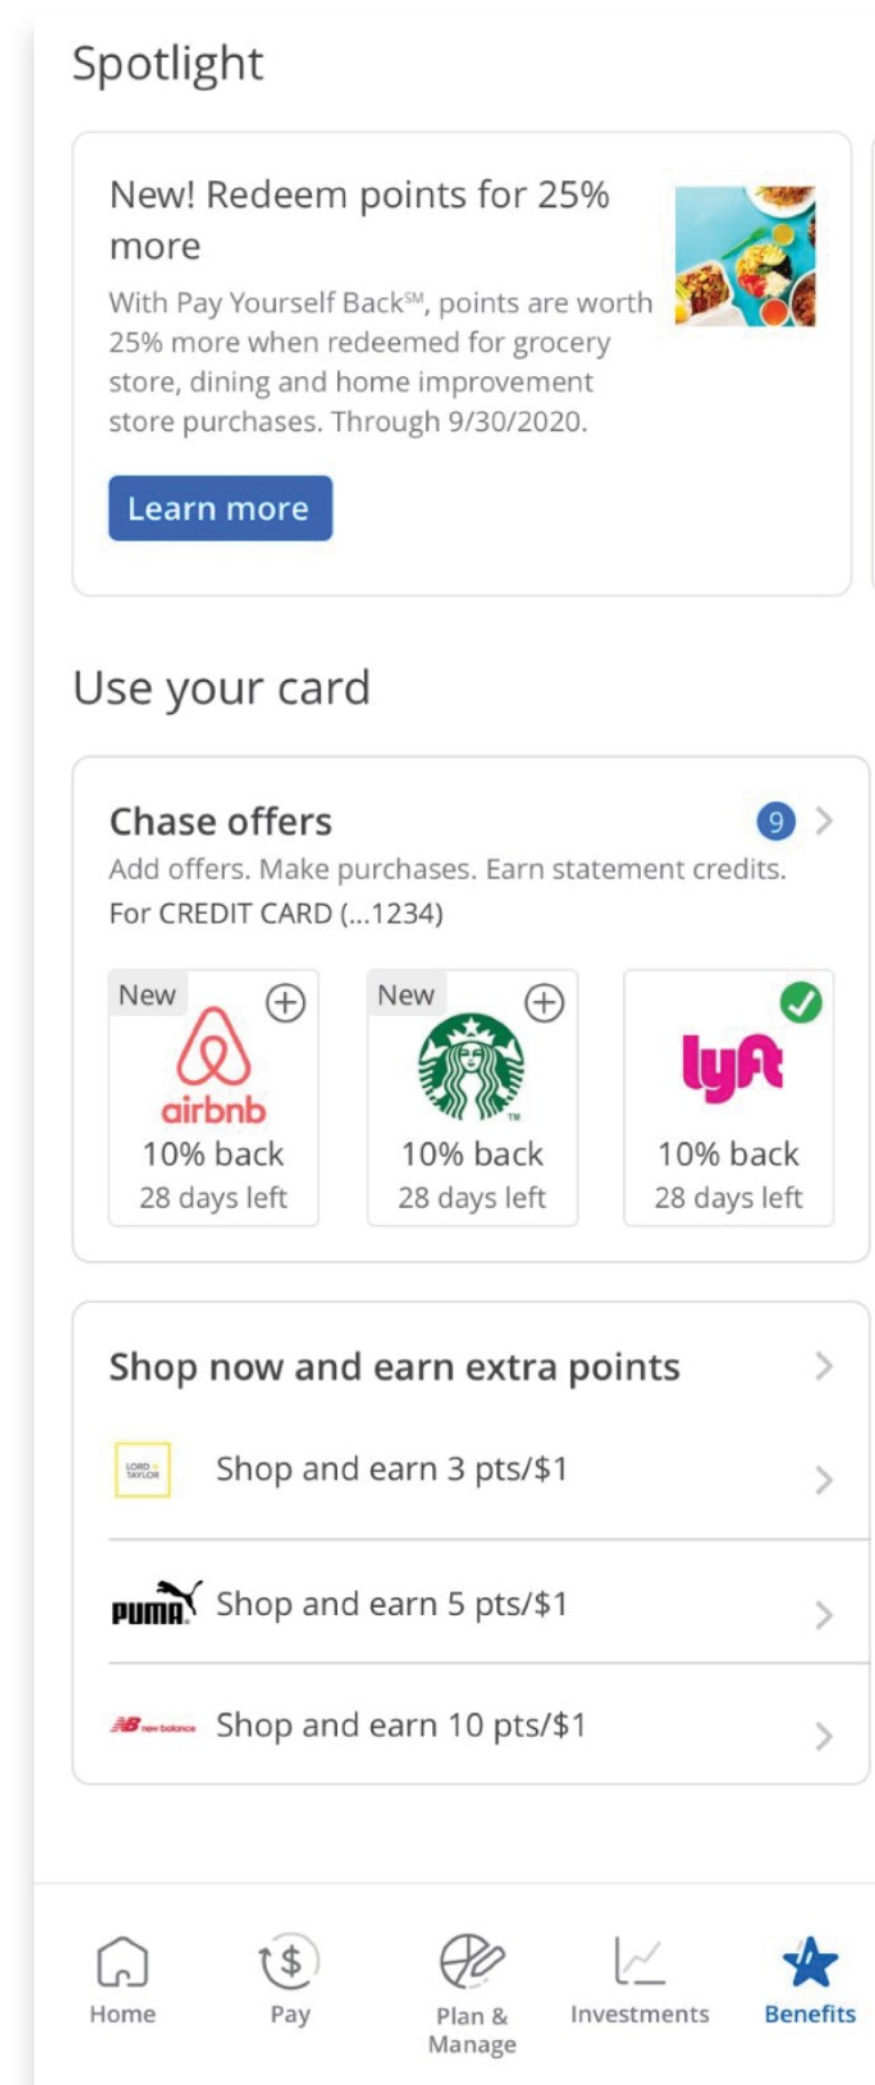 Spotlight
New! Redeem points for 25%
more
With Pay Yourself Back℠, points are worth
25% more when redeemed for grocery
store, dining and home improvement
store purchases. Through 9/30/2020.
Learn more
Use your card
Chase offers
9
Add offers. Make purchases. Earn statement credits.
For CREDIT CARD (...1234)
New
airbnb
10% back
28 days left
New
TM
10% back
28 days left
lyft
10% back
28 days left
Shop now and earn extra points
LORD +
TAYLOR
Shop and earn 3 pts/$1
PUMA®
Shop and earn 5 pts/$1
NB new balance
Shop and earn 10 pts/$1
Home
$
Pay
Plan &
Manage
Investments
Benefits